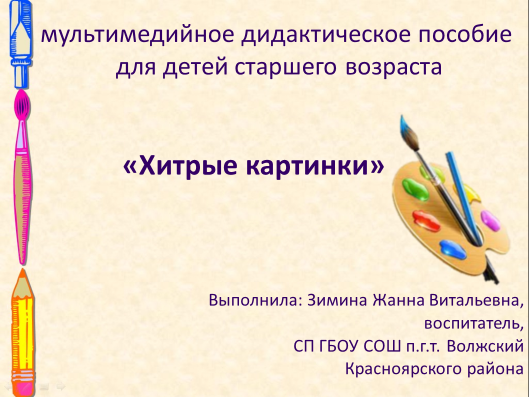 мультимедийное дидактическое пособие
для детей старшего возраста
«Хитрые картинки»
Выполнила: Зимина Жанна Витальевна,
воспитатель,
СП ГБОУ СОШ п.г.т. Волжский
Красноярского района